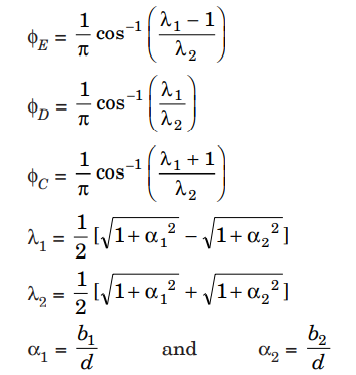 ϕ_E = 1/π cos⁻¹ ((λ₁ − 1)/λ₂)
ϕ_D = 1/π cos⁻¹ (λ₁/λ₂)
ϕ_C = 1/π cos⁻¹ ((λ₁ + 1)/λ₂)
λ₁ = 1/2 [√(1+ α₁²) − √(1+ α₂²)]
λ₂ = 1/2 [√(1+ α₁²) + √(1+ α₂²)]
α₁ = b₁/d and α₂ = b₂/d